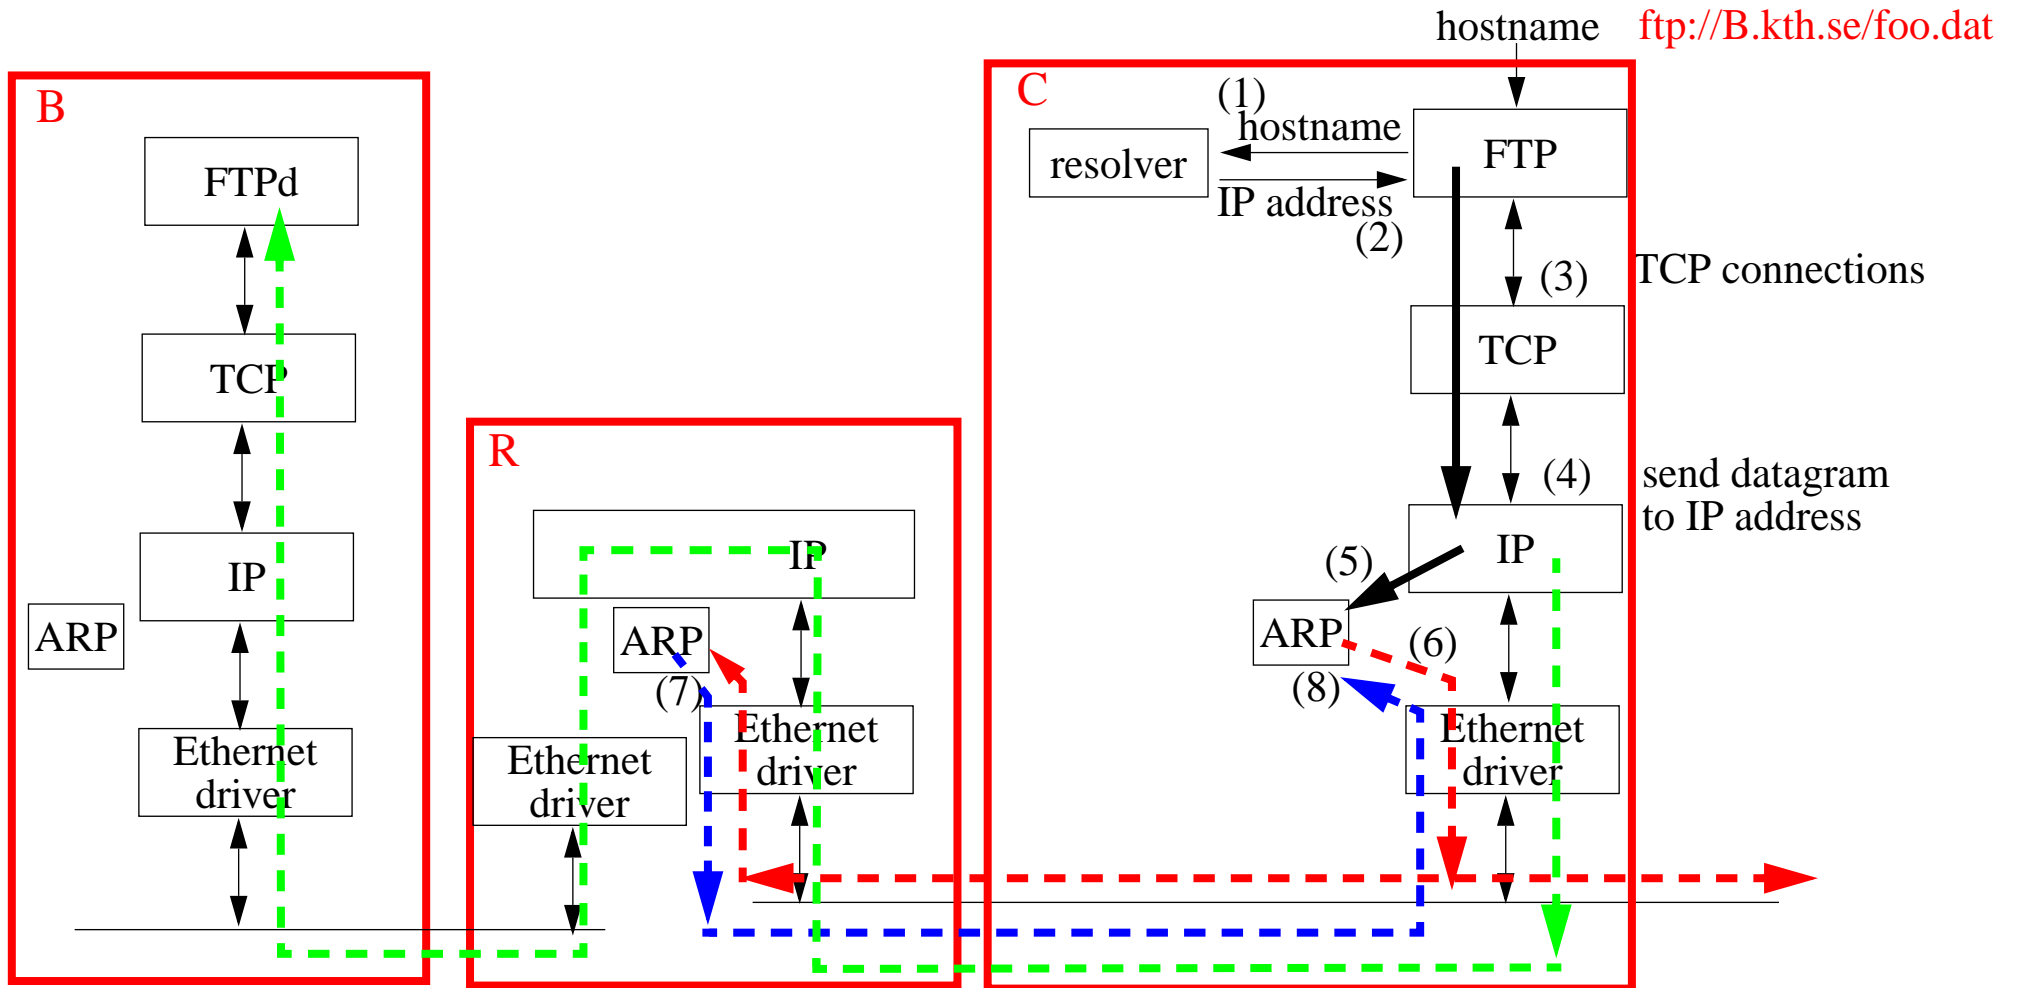 hostname ftp://B.kth.se/foo.dat
B
FTPd
TCP
IP
ARP
Ethernet
driver
R
IP
ARP
(7)
Ethernet
driver
Ethernet
driver
C
(1)
hostname
resolver
FTP
IP address
(2)
(3)
TCP connections
TCP
(4)
send datagram
to IP address
IP
(5)
ARP
(6)
(8)
Ethernet
driver